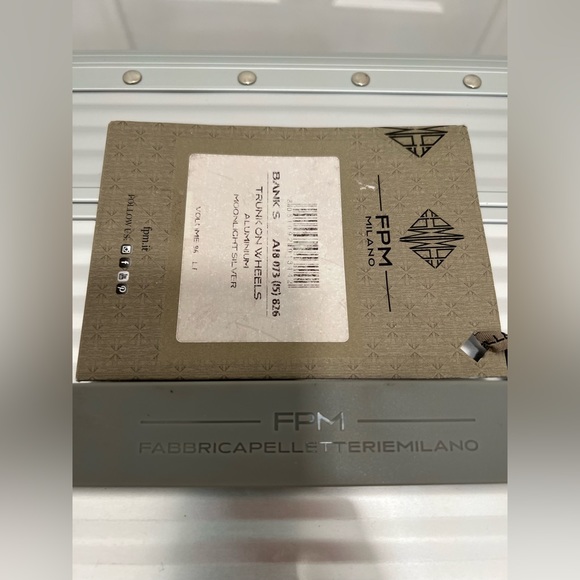 FPM
MILANO
BANK S
A18 073 (15) 826
TRUNK ON WHEELS
ALUMINIUM
MOONLIGHT SILVER
fpm.it
FOLLOW US
FPM
FABBRICAPELLETTERIEMILANO